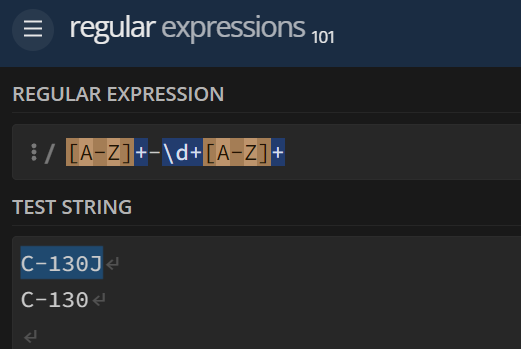 regular expressions 101
REGULAR EXPRESSION
/ [A-Z]+-\d+[A-Z]+
TEST STRING
C-130J
C-130